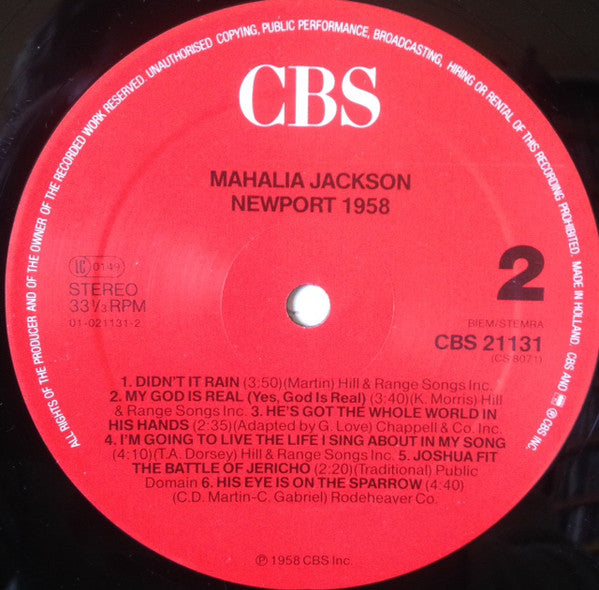 ALL RIGHTS OF THE PRODUCER AND OF THE OWNER OF THE RECORDED WORK RESERVED. UNAUTHORISED COPYING, PUBLIC PERFORMANCE, BROADCASTING, HIRING OR RENTAL OF THIS RECORDING PROHIBITED. MADE IN HOLLAND. CBS AND ℗ CBS INC.
CBS
MAHALIA JACKSON
NEWPORT 1958
LC 0149
STEREO
33⅓ RPM
01-021131-2
2
BIEM/STEMRA
CBS 21131
(CS 8071)
1. DIDN'T IT RAIN (3:50)(Martin) Hill & Range Songs Inc.
2. MY GOD IS REAL (Yes, God Is Real) (3:40)(K. Morris) Hill
& Range Songs Inc. 3. HE'S GOT THE WHOLE WORLD IN
HIS HANDS (2:35)(Adapted by G. Love) Chappell & Co. Inc.
4. I'M GOING TO LIVE THE LIFE I SING ABOUT IN MY SONG
(4:10)(T.A. Dorsey) Hill & Range Songs Inc. 5. JOSHUA FIT
THE BATTLE OF JERICHO (2:20)(Traditional) Public
Domain 6. HIS EYE IS ON THE SPARROW (4:40)
(C.D. Martin-C. Gabriel) Rodeheaver Co.
℗ 1958 CBS Inc.